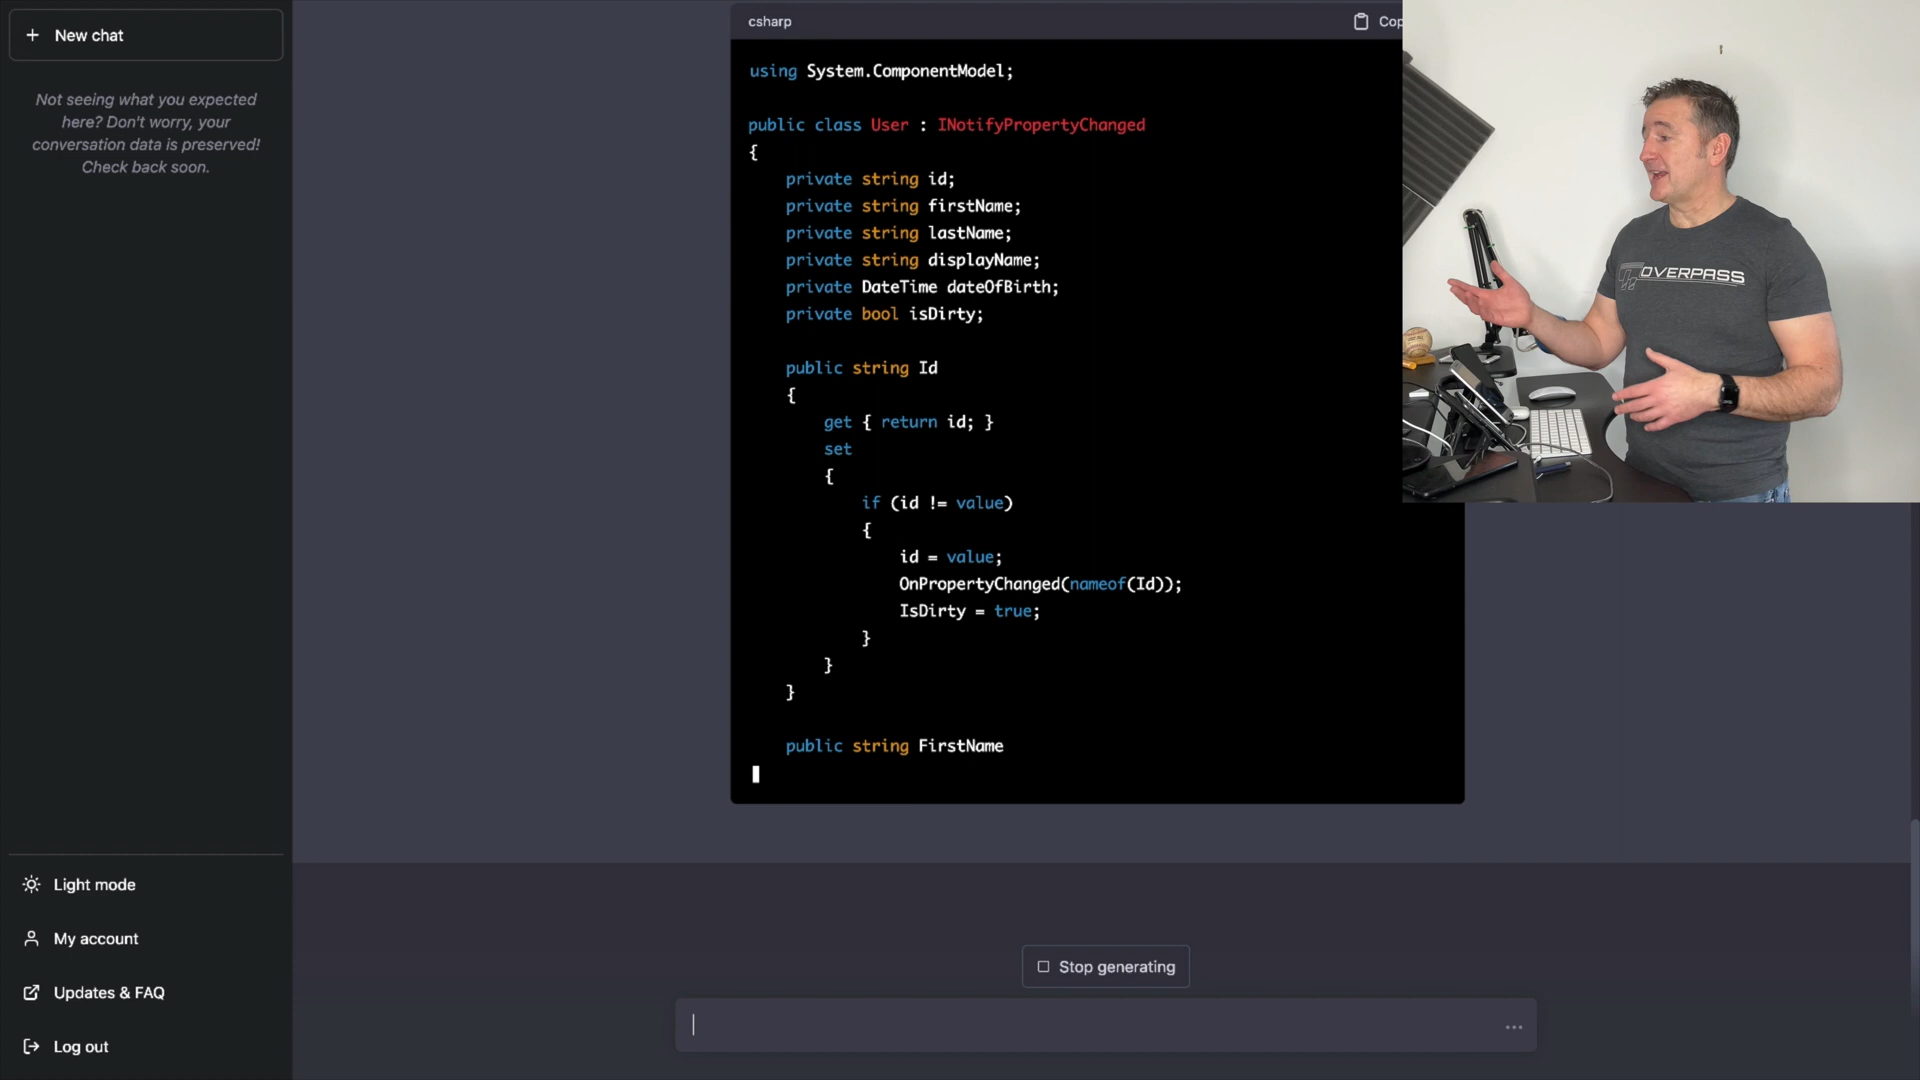 New chat
Not seeing what you expected
here? Don't worry, your
conversation data is preserved!
Check back soon.
Light mode
My account
Updates & FAQ
Log out
csharp
using System.ComponentModel;
public class User : INotifyPropertyChanged
{
private string id;
private string firstName;
private string lastName;
private string displayName;
private DateTime dateOfBirth;
private bool isDirty;
public string Id
{
get { return id; }
set
{
if (id != value)
{
id = value;
OnPropertyChanged(nameof(Id));
IsDirty = true;
}
}
}
public string FirstName
Stop generating
...
OVERPASS